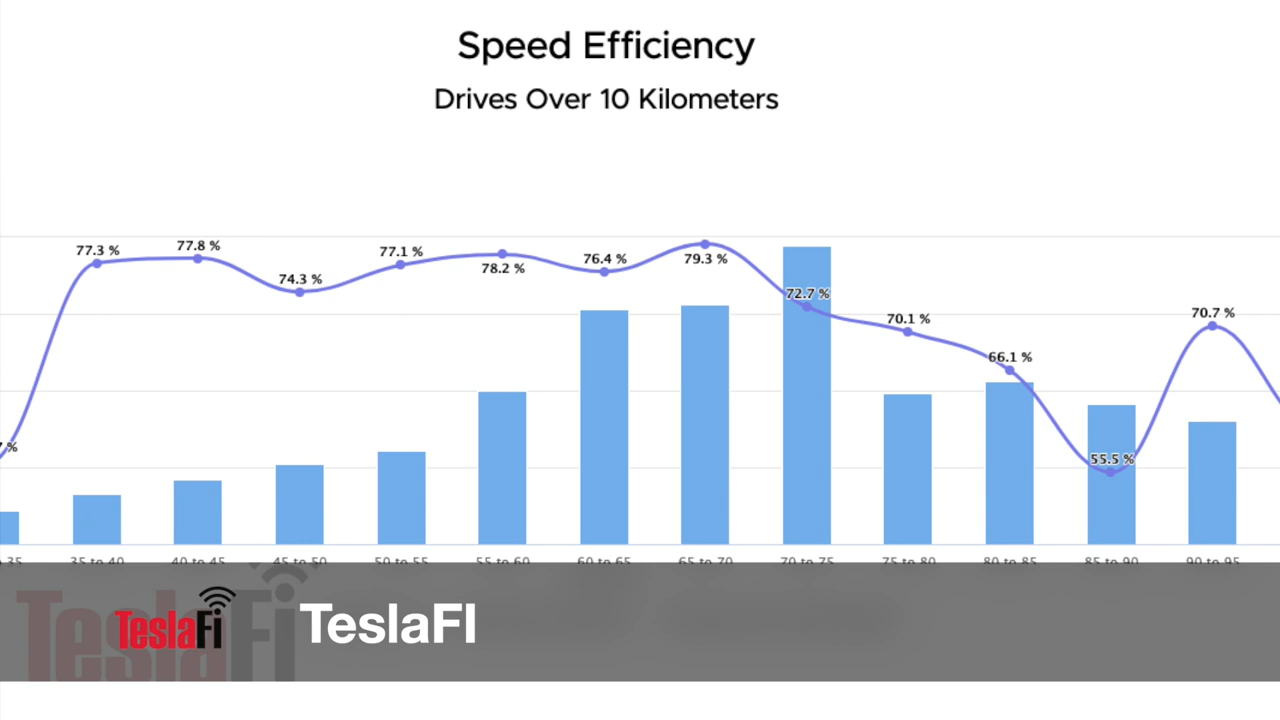 Speed Efficiency
Drives Over 10 Kilometers
77.3 %
77.8 %
74.3 %
77.1 %
78.2 %
76.4 %
79.3 %
72.7 %
70.1 %
66.1 %
55.5 %
70.7 %
7 %
35 35 to 40 40 to 45 45 to 50 50 to 55 55 to 60 60 to 65 65 to 70 70 to 75 75 to 80 80 to 85 85 to 90 90 to 95
TeslaFi
TeslaFi TeslaFI